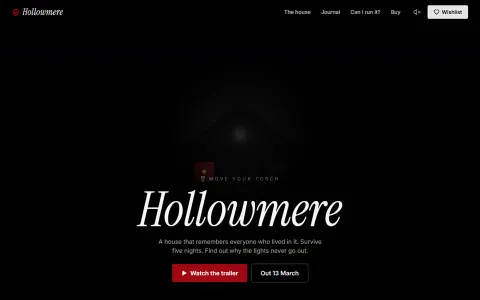 Hollowmere
The house
Journal
Can I run it?
Buy
Wishlist
MOVE YOUR TORCH
Hollowmere
A house that remembers everyone who lived in it. Survive
five nights. Find out why the lights never go out.
Watch the trailer
Out 13 March